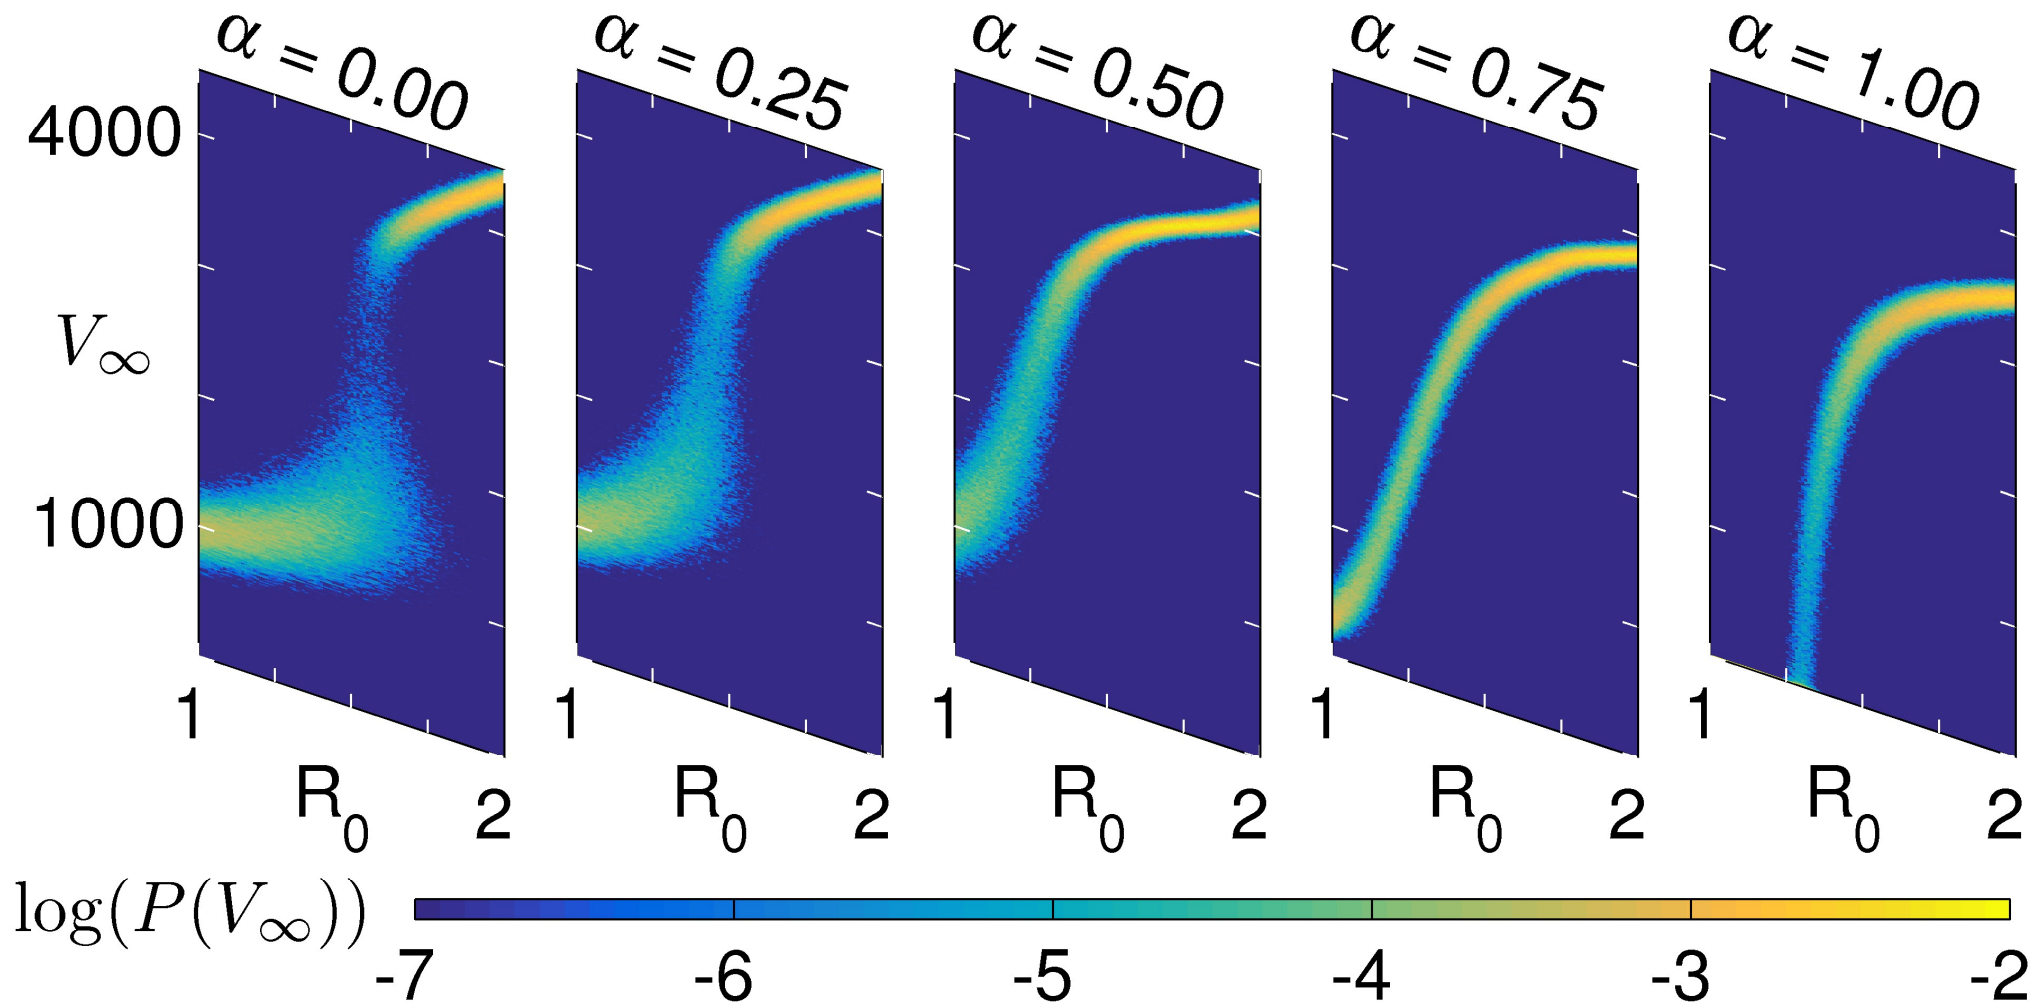 α = 0.00 α = 0.25 α = 0.50 α = 0.75 α = 1.00
4000
V∞
1000
1 1 1 1 1
R₀ 2 R₀ 2 R₀ 2 R₀ 2 R₀ 2
log(P(V∞))
-7 -6 -5 -4 -3 -2